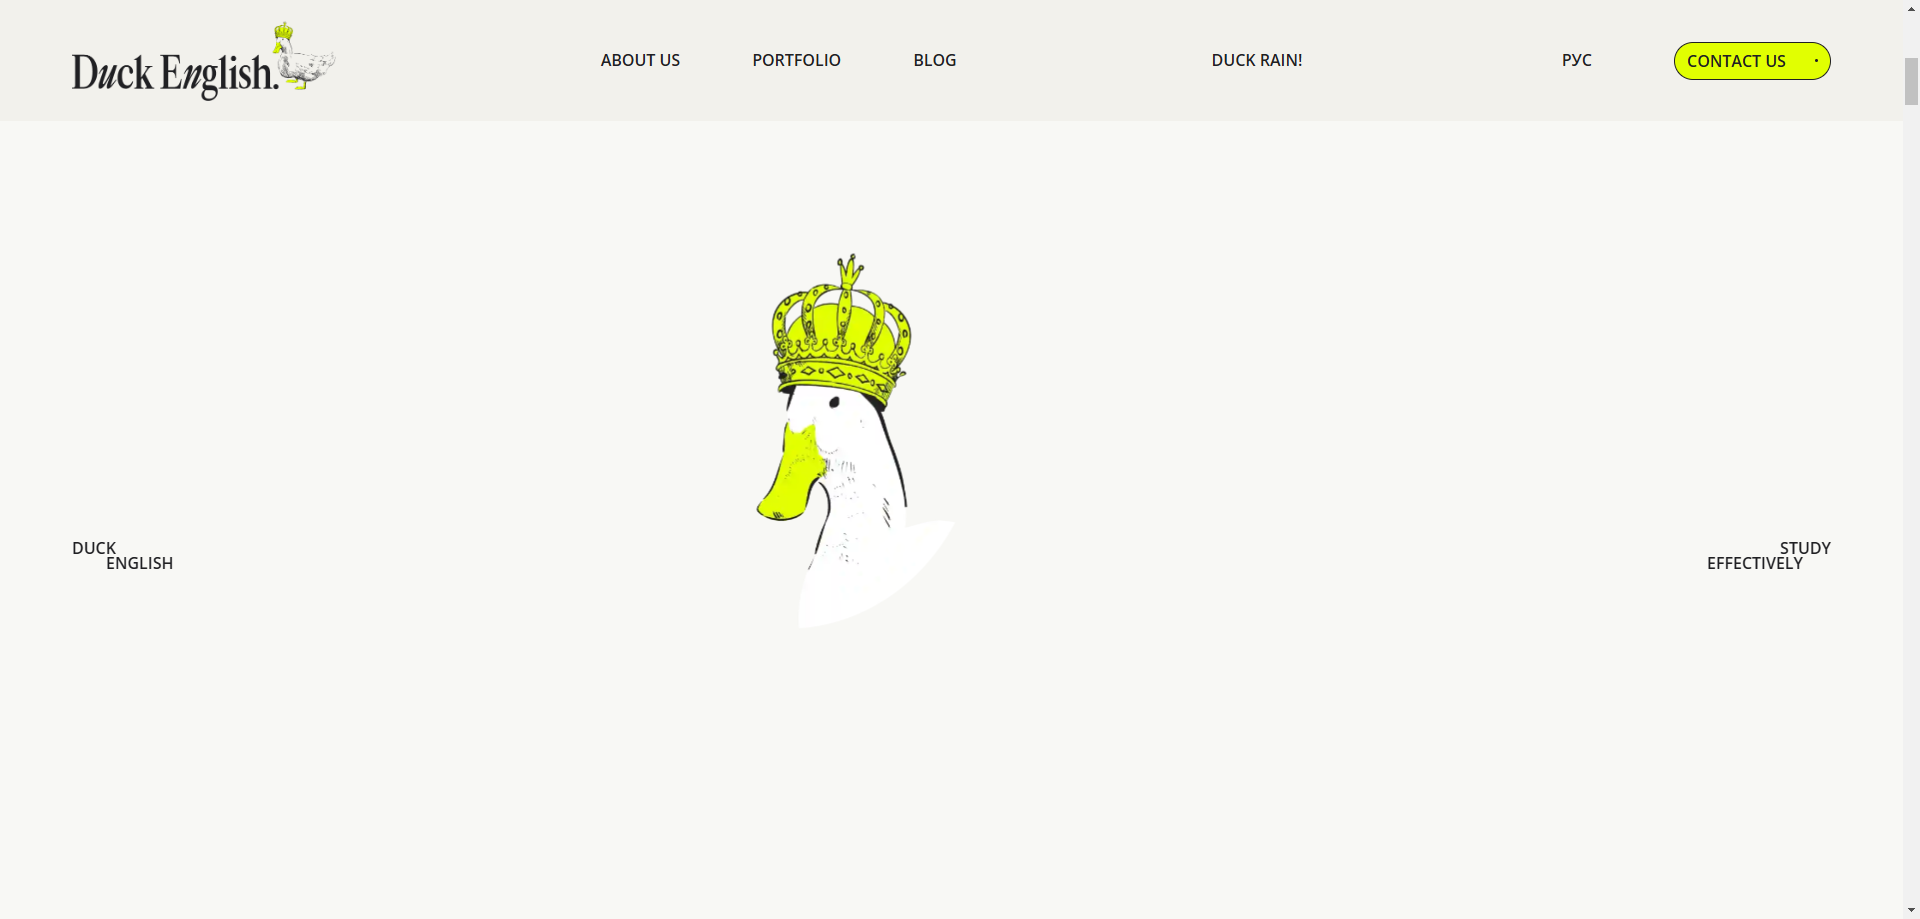 Duck English.
ABOUT US
PORTFOLIO
BLOG
DUCK RAIN!
РУС
CONTACT US
DUCK
ENGLISH
STUDY
EFFECTIVELY